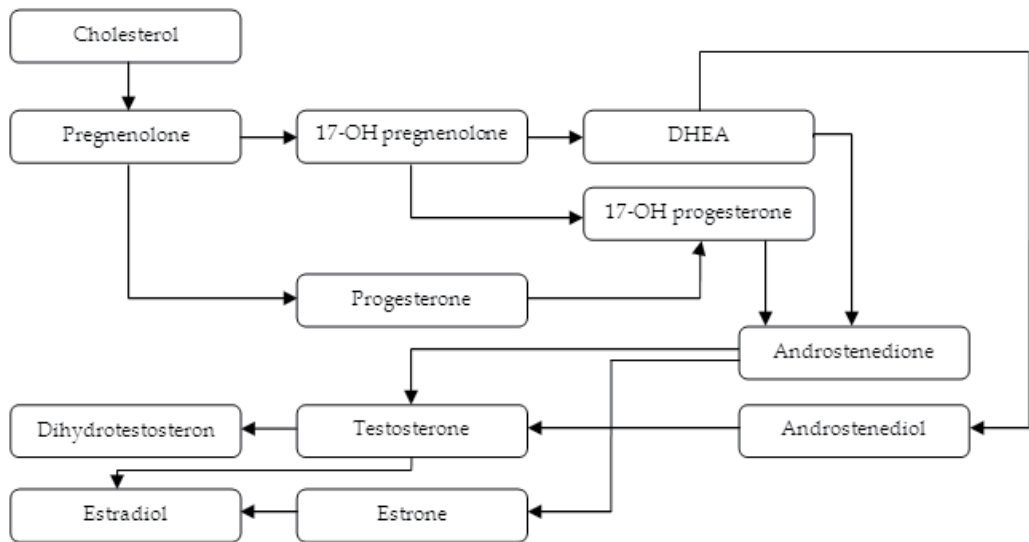 Cholesterol
Pregnenolone
17-OH pregnenolone
DHEA
17-OH progesterone
Progesterone
Androstenedione
Dihydrotestosteron
Testosterone
Androstenediol
Estradiol
Estrone